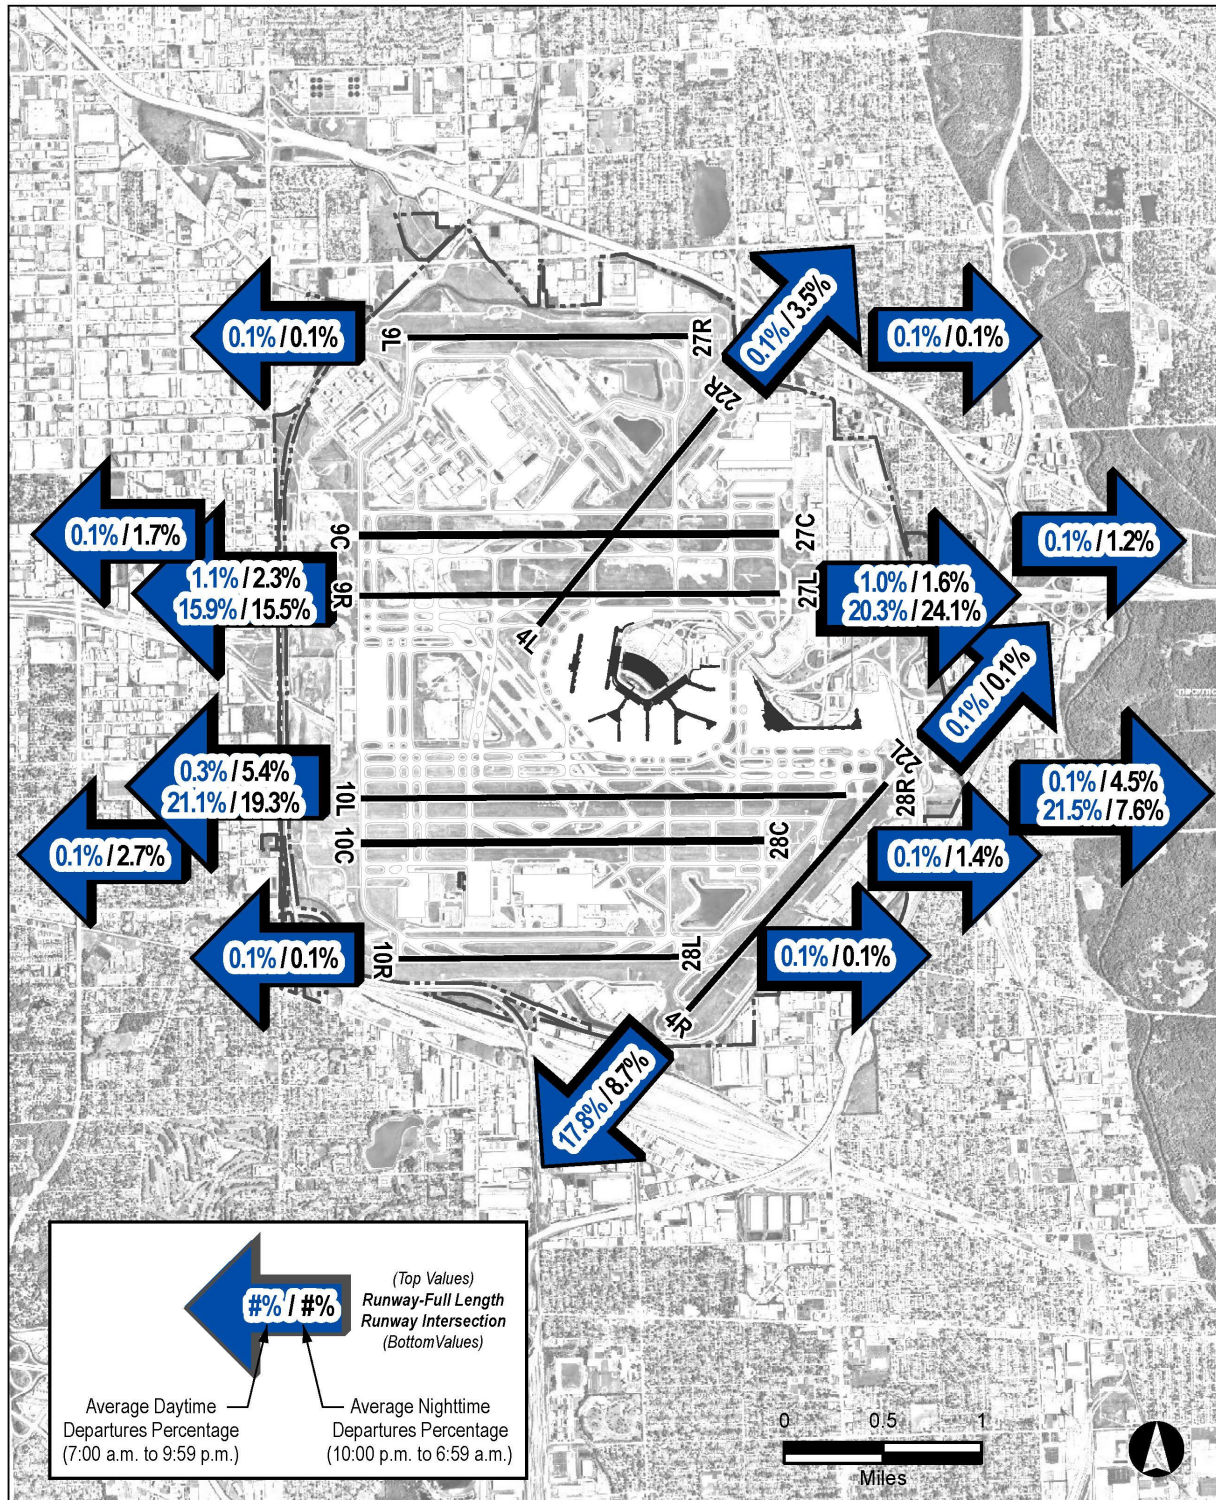 0.1% / 3.5%
0.1% / 0.1%
9L
27R
0.1% / 0.1%
22R
0.1% / 1.7%
9C
27C
0.1% / 1.2%
1.1% / 2.3%
15.9% / 15.5%
9R
27L
1.0% / 1.6%
20.3% / 24.1%
4L
0.1% / 0.1%
0.3% / 5.4%
21.1% / 19.3%
10L
22L
28R
0.1% / 4.5%
21.5% / 7.6%
0.1% / 2.7%
10C
28C
0.1% / 1.4%
0.1% / 0.1%
10R
28L
0.1% / 0.1%
4R
17.8% / 8.7%
#% / #%
(Top Values)
Runway-Full Length
Runway Intersection
(BottomValues)
Average Daytime
Departures Percentage
(7:00 a.m. to 9:59 p.m.)
Average Nighttime
Departures Percentage
(10:00 p.m. to 6:59 a.m.)
0 0.5 1
Miles